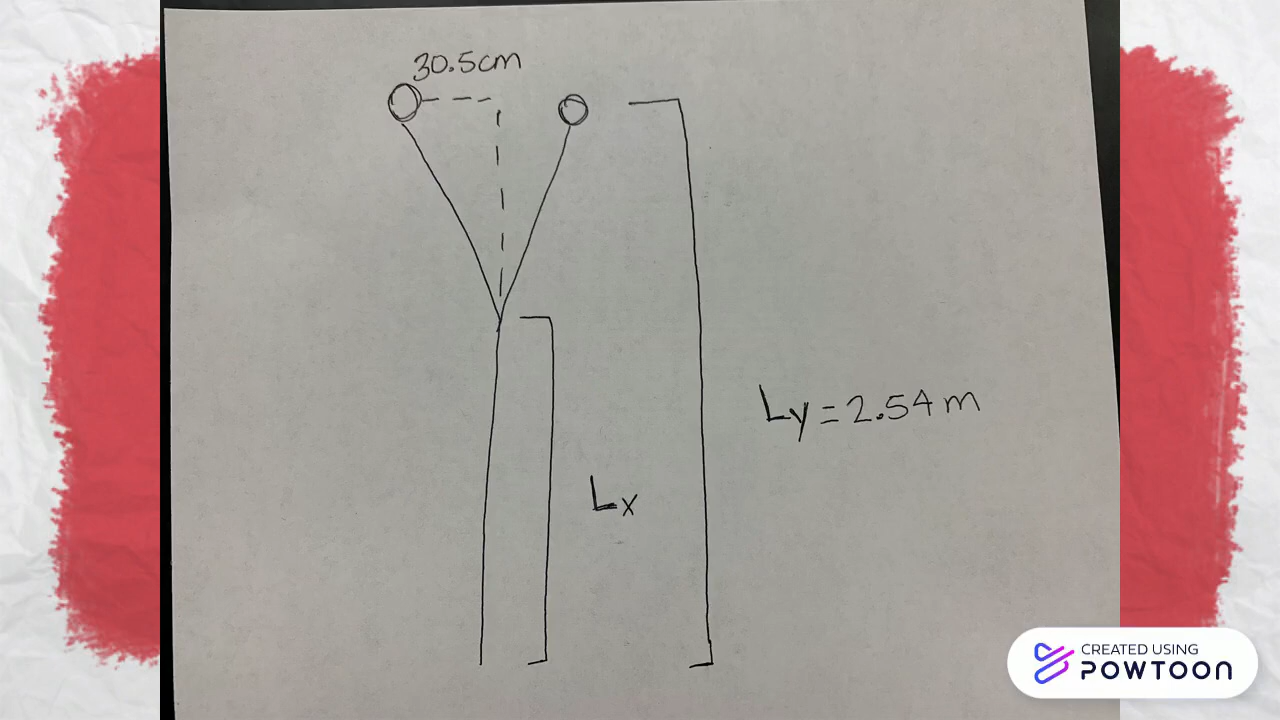 30.5cm
Ly = 2.54m
Lx
CREATED USING
POWTOON